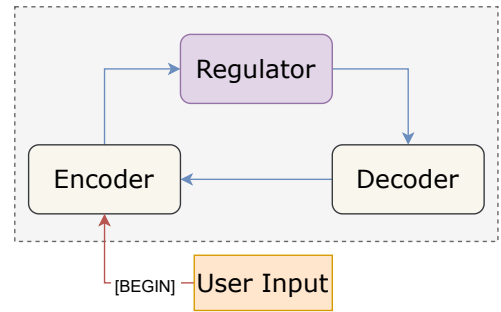 Regulator
Encoder
Decoder
[BEGIN]
User Input